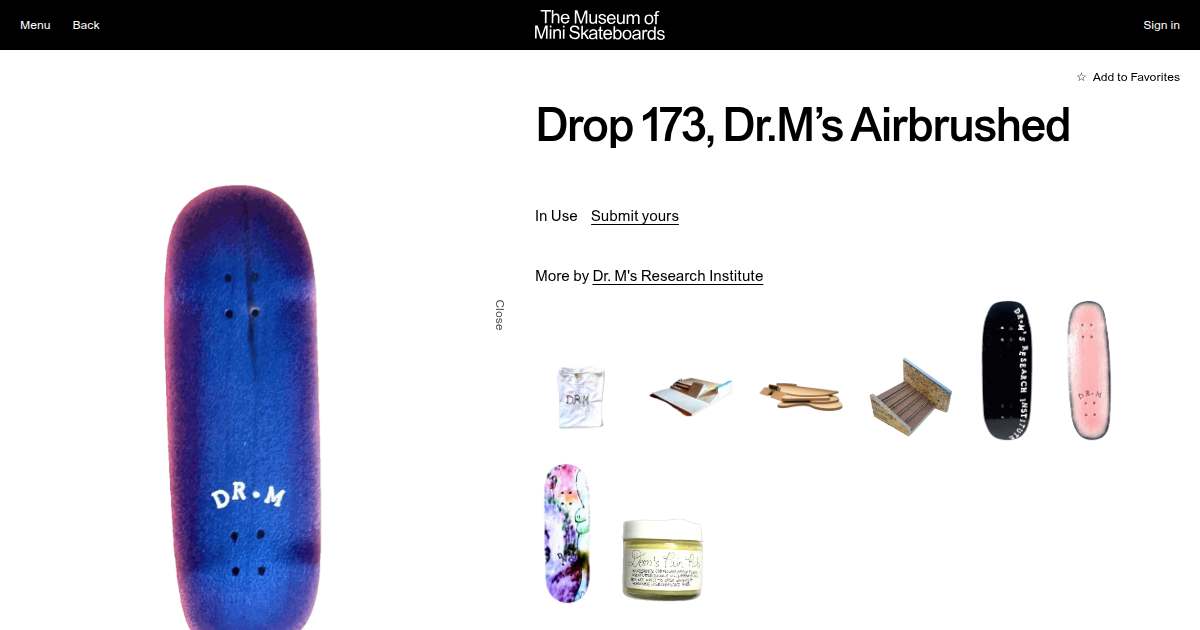 Menu
Back
The Museum of
Mini Skateboards
Sign in
☆ Add to Favorites
Drop 173, Dr.M’s Airbrushed
In Use Submit yours
More by Dr. M's Research Institute
Close
DR•M
DR.M
DR•M'S RESEARCH INSTITUTE
DR•M